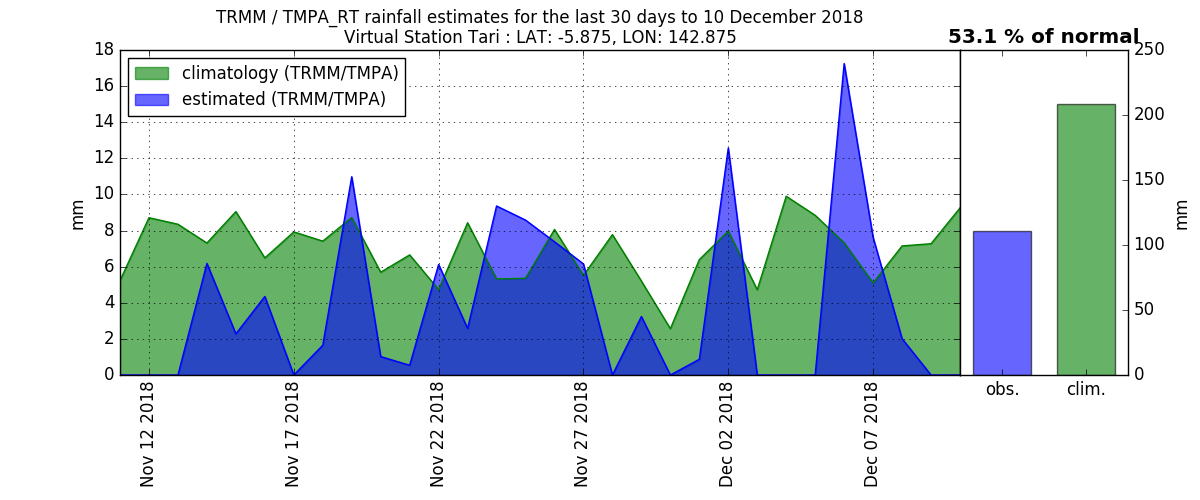 TRMM / TMPA_RT rainfall estimates for the last 30 days to 10 December 2018
Virtual Station Tari : LAT: -5.875, LON: 142.875
53.1 % of normal
climatology (TRMM/TMPA)
estimated (TRMM/TMPA)
mm
18
16
14
12
10
8
6
4
2
0
Nov 12 2018
Nov 17 2018
Nov 22 2018
Nov 27 2018
Dec 02 2018
Dec 07 2018
250
200
150
100
50
0
mm
obs.
clim.